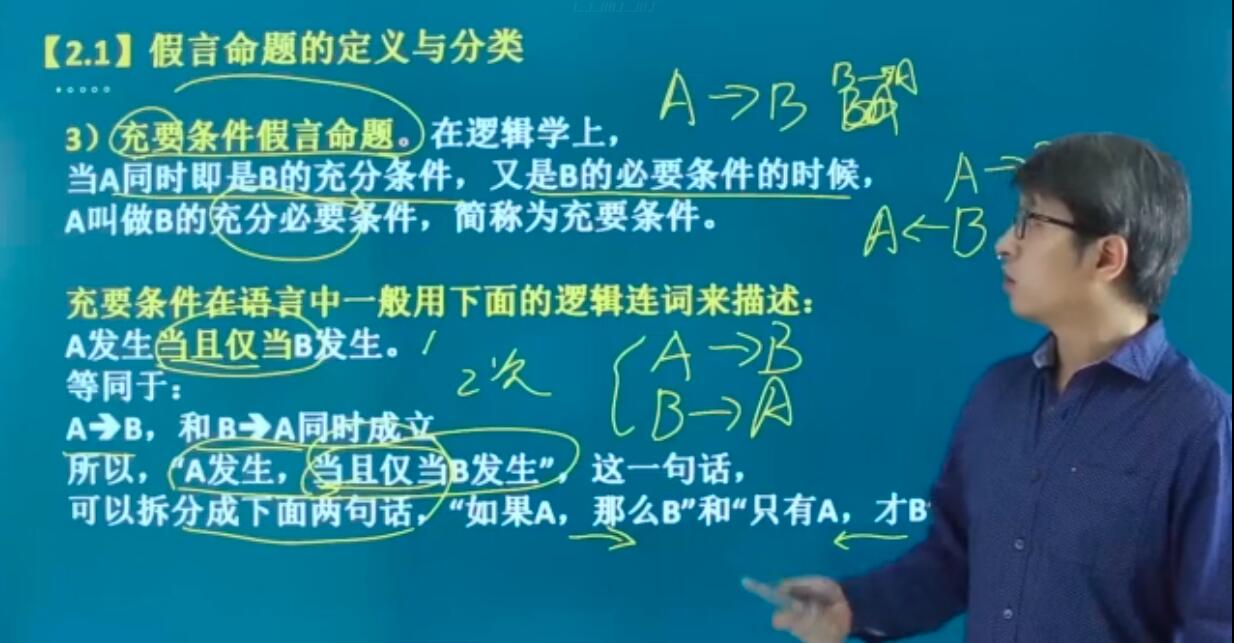 【2.1】假言命题的定义与分类
3）充要条件假言命题。在逻辑学上，
当A同时即是B的充分条件，又是B的必要条件的时候，
A叫做B的充分必要条件，简称为充要条件。
A→B
B→A
A→
A←B
充要条件在语言中一般用下面的逻辑连词来描述：
A发生当且仅当B发生。
等同于：
A→B，和B→A同时成立
所以，“A发生，当且仅当B发生”，这一句话，
可以拆分成下面两句话，“如果A，那么B”和“只有A，才B
2次
A→B
B→A